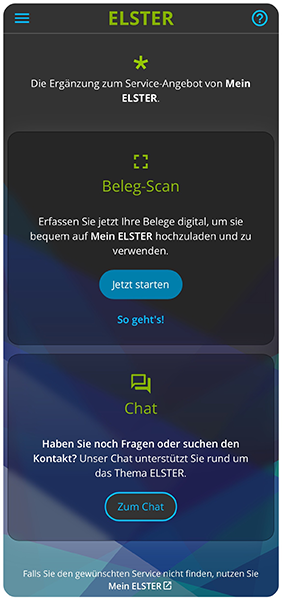 ELSTER
Die Ergänzung zum Service-Angebot von Mein
ELSTER.
Beleg-Scan
Erfassen Sie jetzt Ihre Belege digital, um sie
bequem auf Mein ELSTER hochzuladen und zu
verwenden.
Jetzt starten
So geht's!
Chat
Haben Sie noch Fragen oder suchen den
Kontakt? Unser Chat unterstützt Sie rund um
das Thema ELSTER.
Zum Chat
Falls Sie den gewünschten Service nicht finden, nutzen Sie
Mein ELSTER